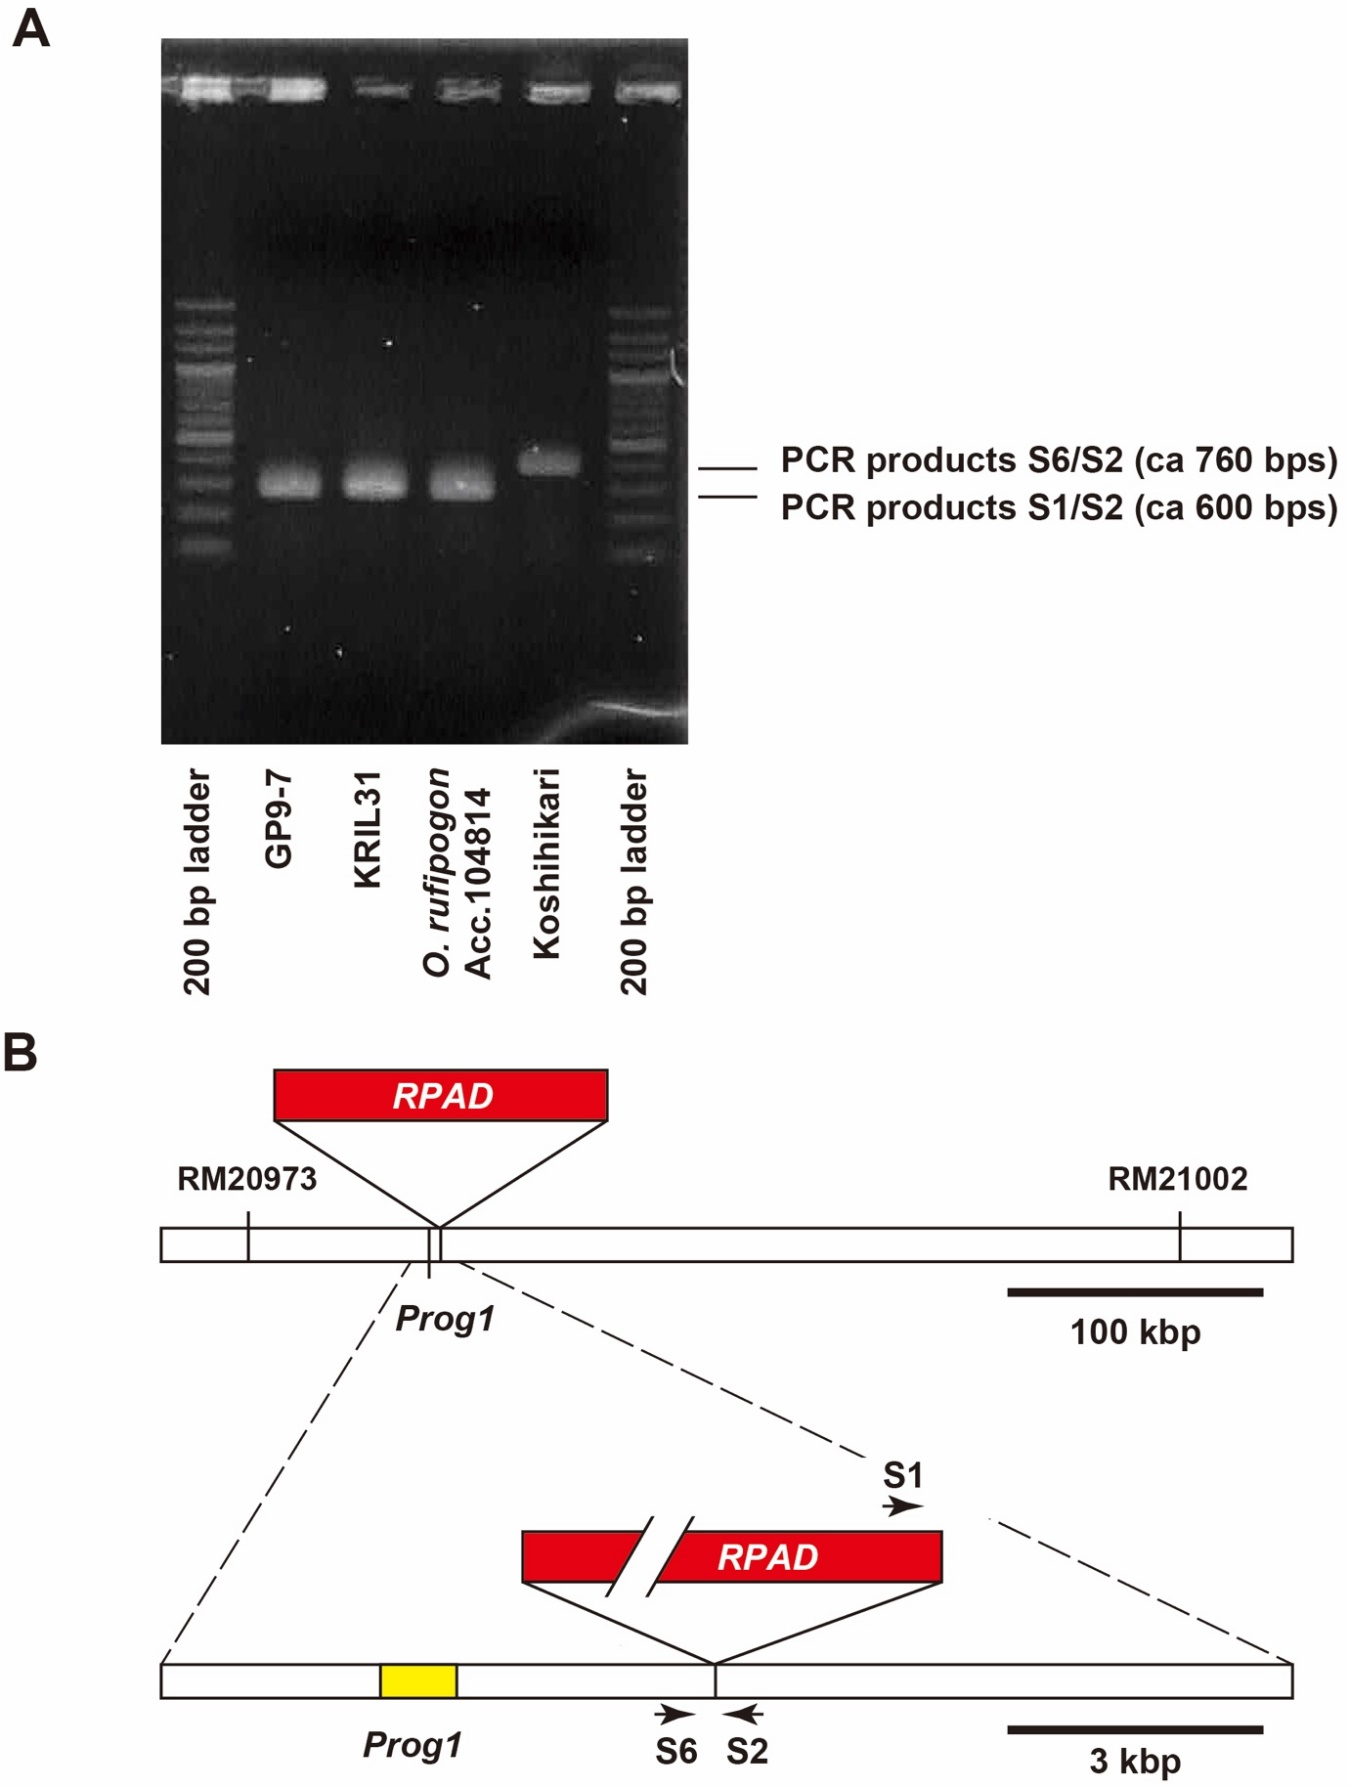 A
PCR products S6/S2 (ca 760 bps)
PCR products S1/S2 (ca 600 bps)
200 bp ladder
GP9-7
KRIL31
O. rufipogon
Acc.104814
Koshihikari
200 bp ladder
B
RPAD
RM20973
RM21002
Prog1
100 kbp
S1
RPAD
Prog1
S6
S2
3 kbp